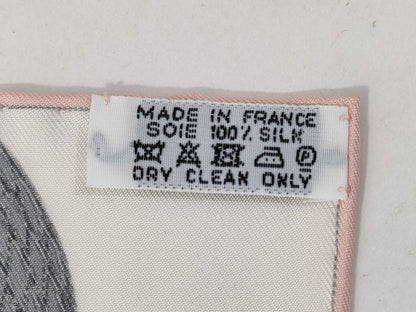 MADE IN FRANCE
SOIE 100% SILK
P
DRY CLEAN ONLY